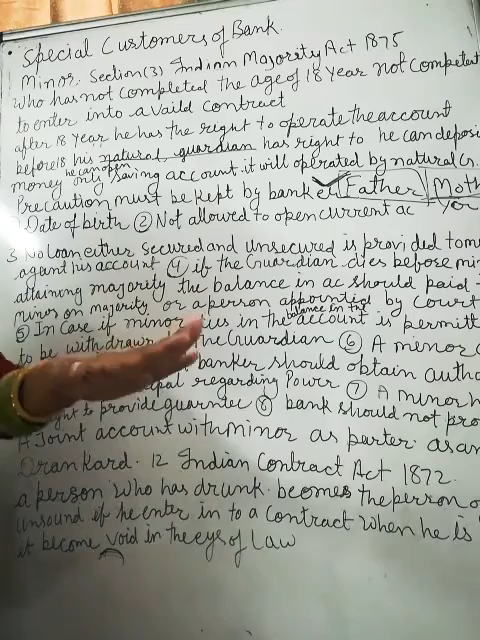 Special Customers of Bank.
Minor. Section(3) Indian Majority Act 1875
Who has not completed the age of 18 Year not Competent
to enter into a Vaild Contract
after 18 Year he has the right to operate the account
before 18 his natural guardian has right to he can deposi
money he can open only saving account. it will operated by natural G.
Precaution must be kept by banker Father Moth
Date of birth ② Not allowed to open current ac
3 No loan either secured and unsecured is provided to m
against his account ④ if the Guardian dies before mi
attaining majority the balance in ac should paid
minor on majority or a person appointed by court
⑤ In Case if minor in the balance in the account is permitt
to be withdrawn the Guardian ⑥ A menor
banker should obtain autho
regarding Power ⑦ A minor h
right to provide guarntee ⑧ bank should not pro
A Joint account with minor as parter. as an
Drankard. 12 Indian Contract Act 1872.
a person who has drunk. becomes the person o
unsound if he enter in to a Contract when he is
it become void in the eyes of Law